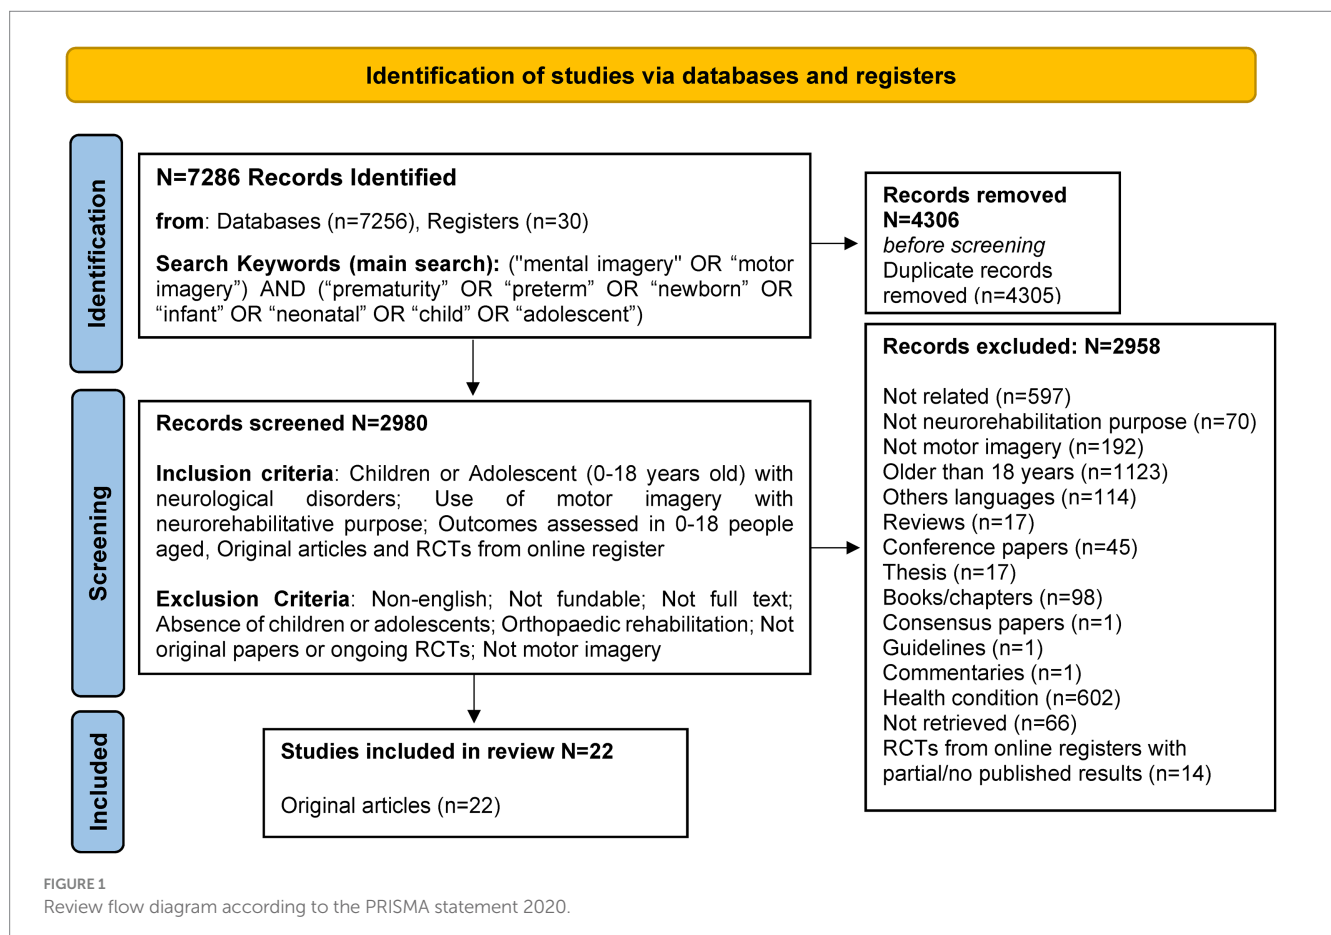 Identification of studies via databases and registers
Identification
N=7286 Records Identified
from: Databases (n=7256), Registers (n=30)
Search Keywords (main search): ("mental imagery" OR “motor
imagery”) AND (“prematurity” OR “preterm” OR “newborn” OR
“infant” OR “neonatal” OR “child” OR “adolescent”)
Records removed
N=4306
before screening
Duplicate records
removed (n=4305)
Screening
Records screened N=2980
Inclusion criteria: Children or Adolescent (0-18 years old) with
neurological disorders; Use of motor imagery with
neurorehabilitative purpose; Outcomes assessed in 0-18 people
aged, Original articles and RCTs from online register
Exclusion Criteria: Non-english; Not fundable; Not full text;
Absence of children or adolescents; Orthopaedic rehabilitation; Not
original papers or ongoing RCTs; Not motor imagery
Records excluded: N=2958
Not related (n=597)
Not neurorehabilitation purpose (n=70)
Not motor imagery (n=192)
Older than 18 years (n=1123)
Others languages (n=114)
Reviews (n=17)
Conference papers (n=45)
Thesis (n=17)
Books/chapters (n=98)
Consensus papers (n=1)
Guidelines (n=1)
Commentaries (n=1)
Health condition (n=602)
Not retrieved (n=66)
RCTs from online registers with
partial/no published results (n=14)
Included
Studies included in review N=22
Original articles (n=22)
FIGURE 1
Review flow diagram according to the PRISMA statement 2020.